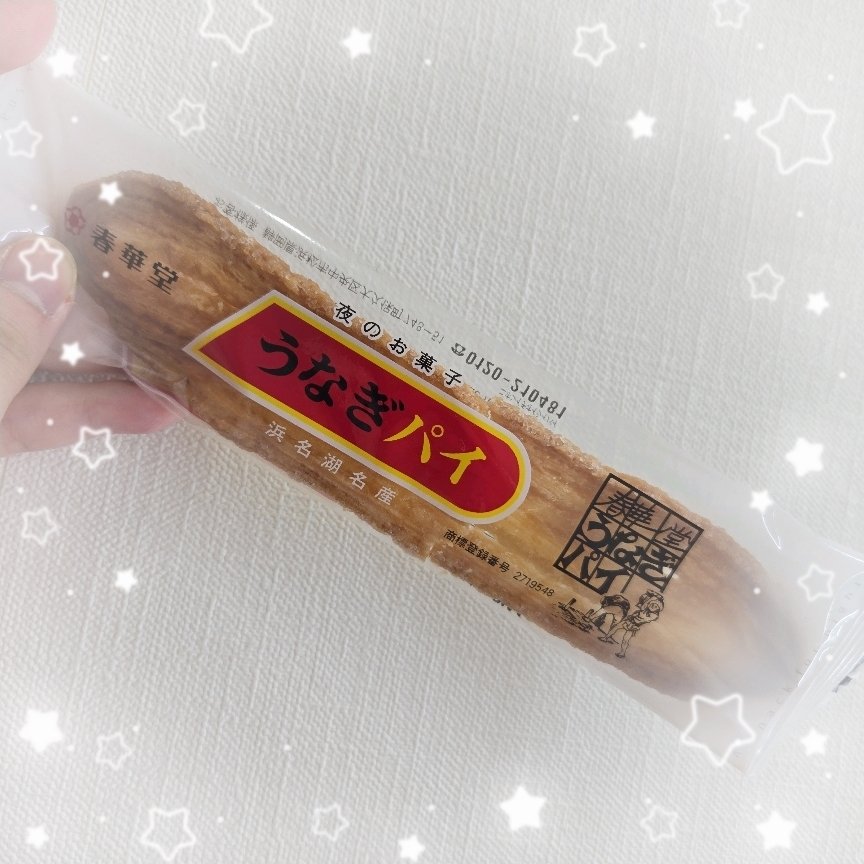 春華堂
夜のお菓子
うなぎパイ
浜名湖名産
☎0120-210481
商標登録番号 2719548
春華堂
うなぎ
パイ